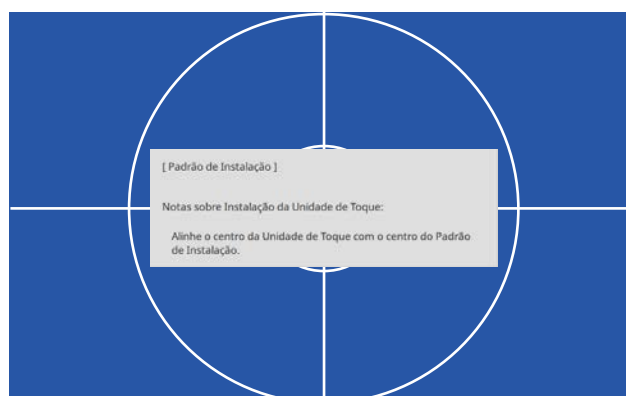 [ Padrão de Instalação ]
Notas sobre Instalação da Unidade de Toque:
Alinhe o centro da Unidade de Toque com o centro do Padrão
de Instalação.